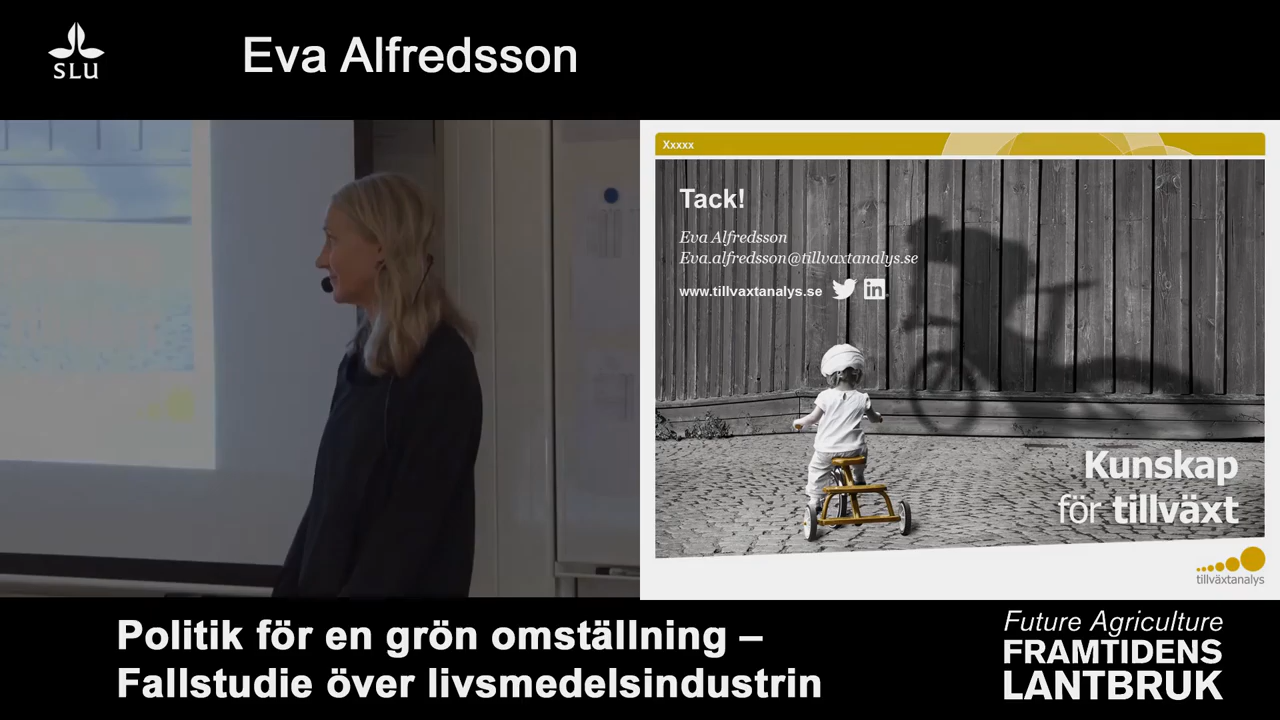 SLU
Eva Alfredsson
Xxxxx
Tack!
Eva Alfredsson
Eva.alfredsson@tillvaxtanalys.se
www.tillvaxtanalys.se
in
Kunskap
för tillväxt
tillväxtanalys
Politik för en grön omställning –
Fallstudie över livsmedelsindustrin
Future Agriculture
FRAMTIDENS
LANTBRUK